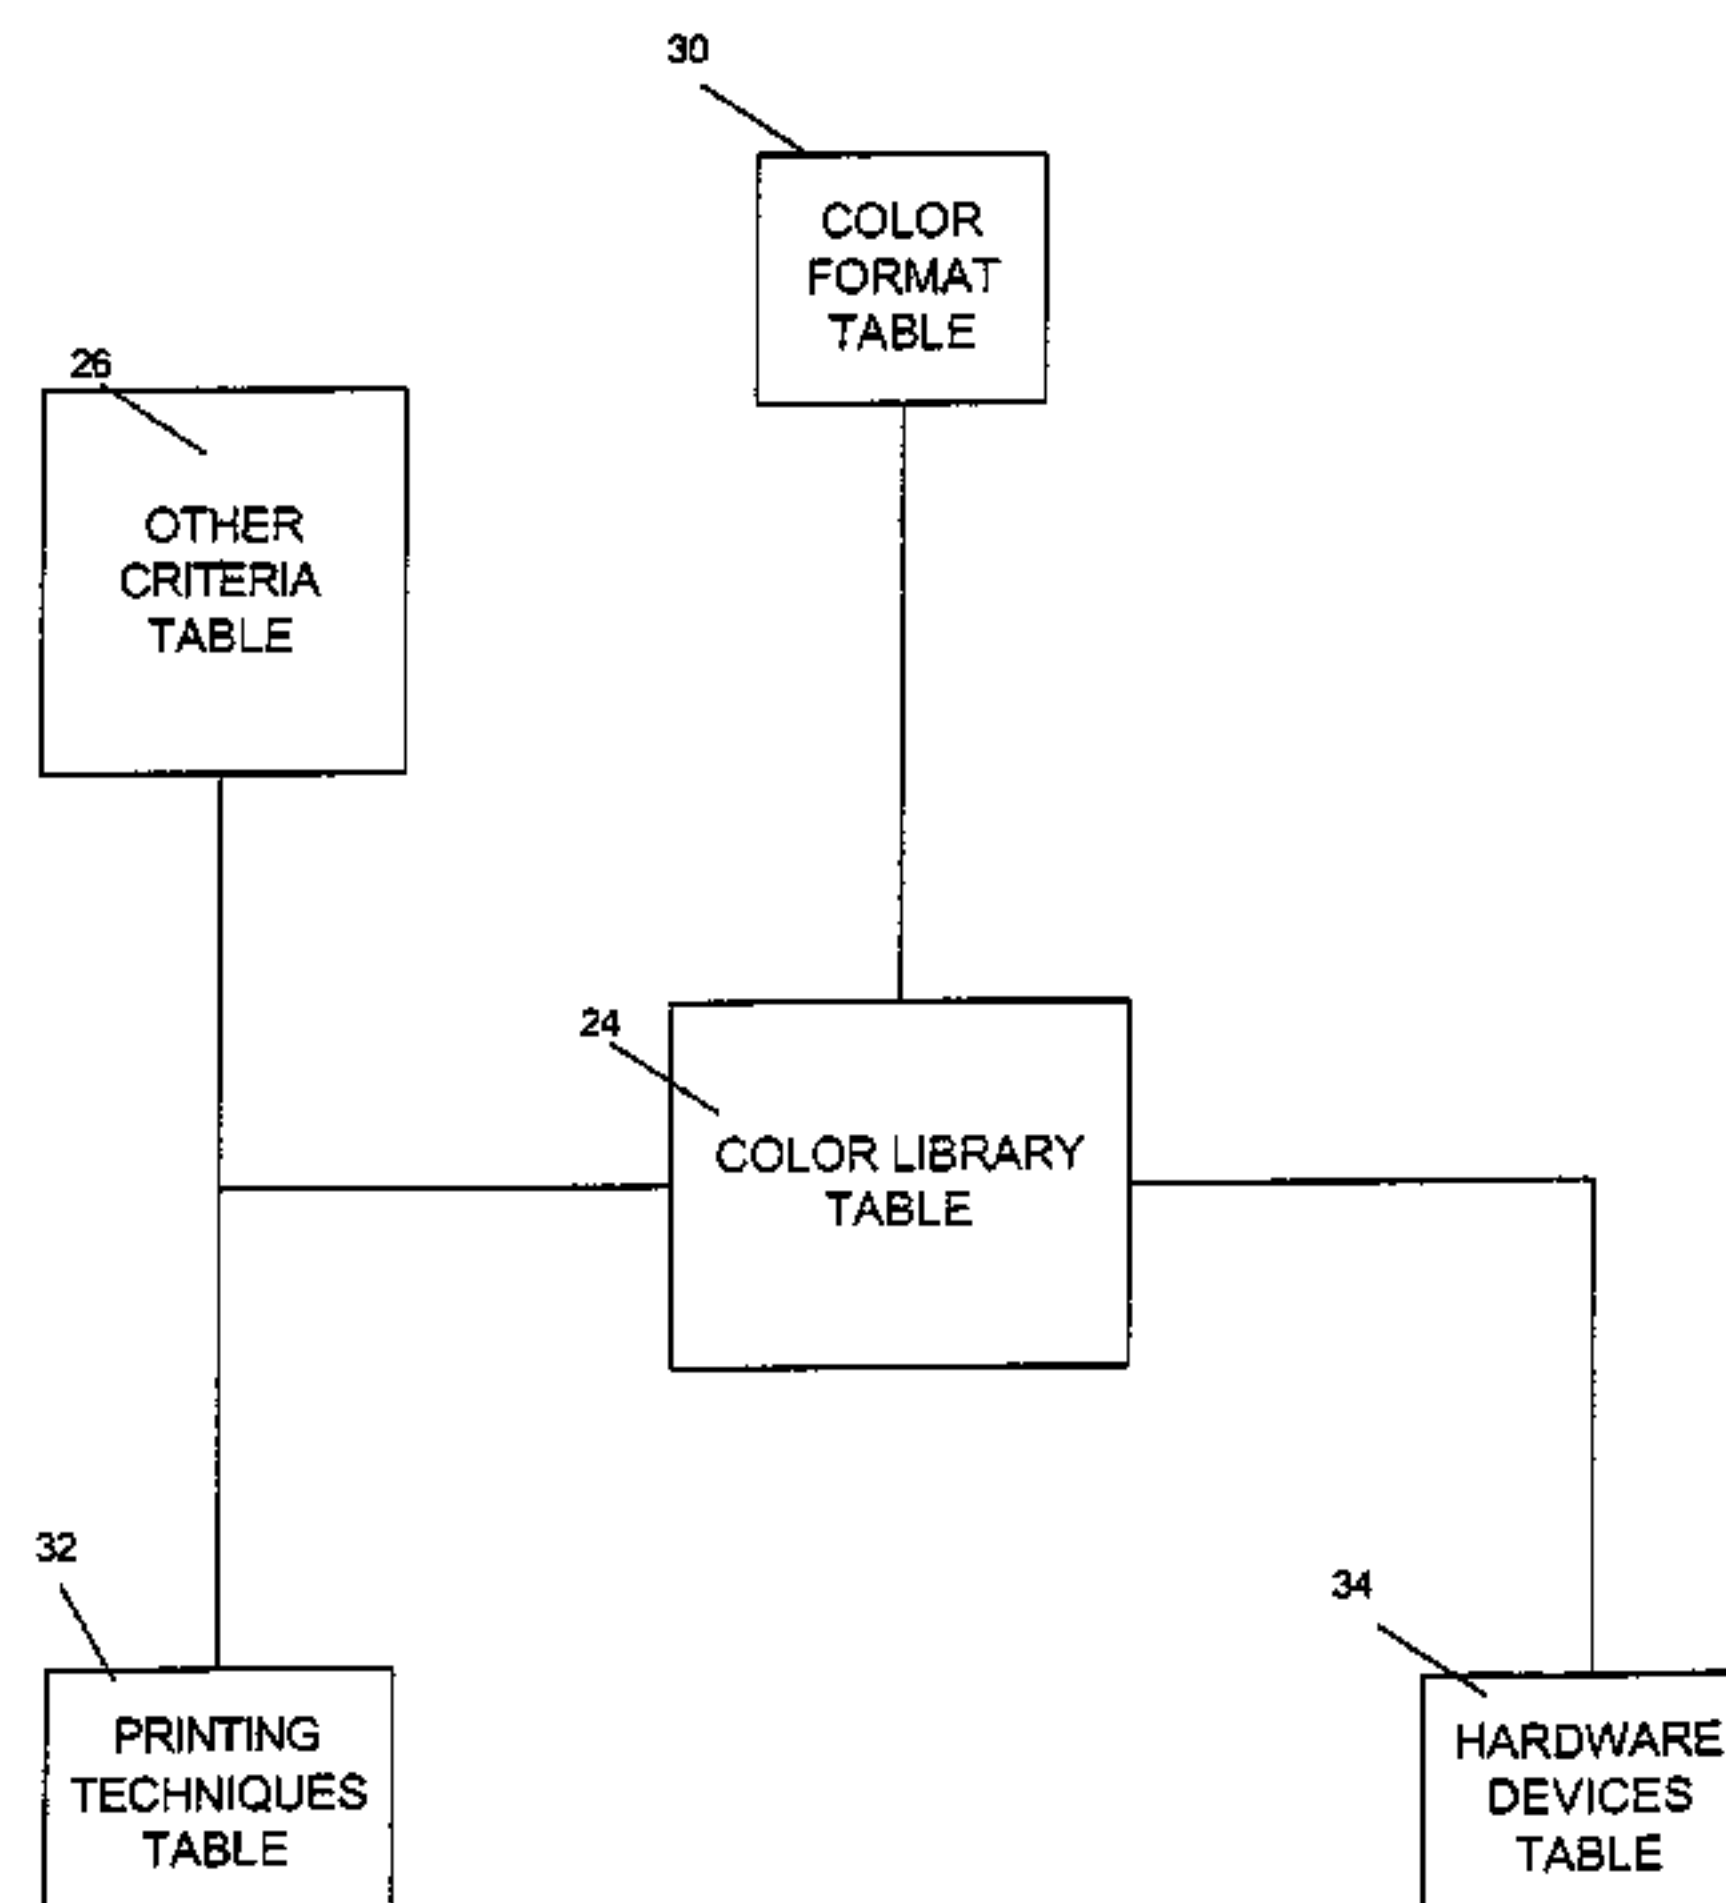 30
COLOR
FORMAT
TABLE
26
OTHER
CRITERIA
TABLE
24
COLOR LIBRARY
TABLE
32
PRINTING
TECHNIQUES
TABLE
34
HARDWARE
DEVICES
TABLE